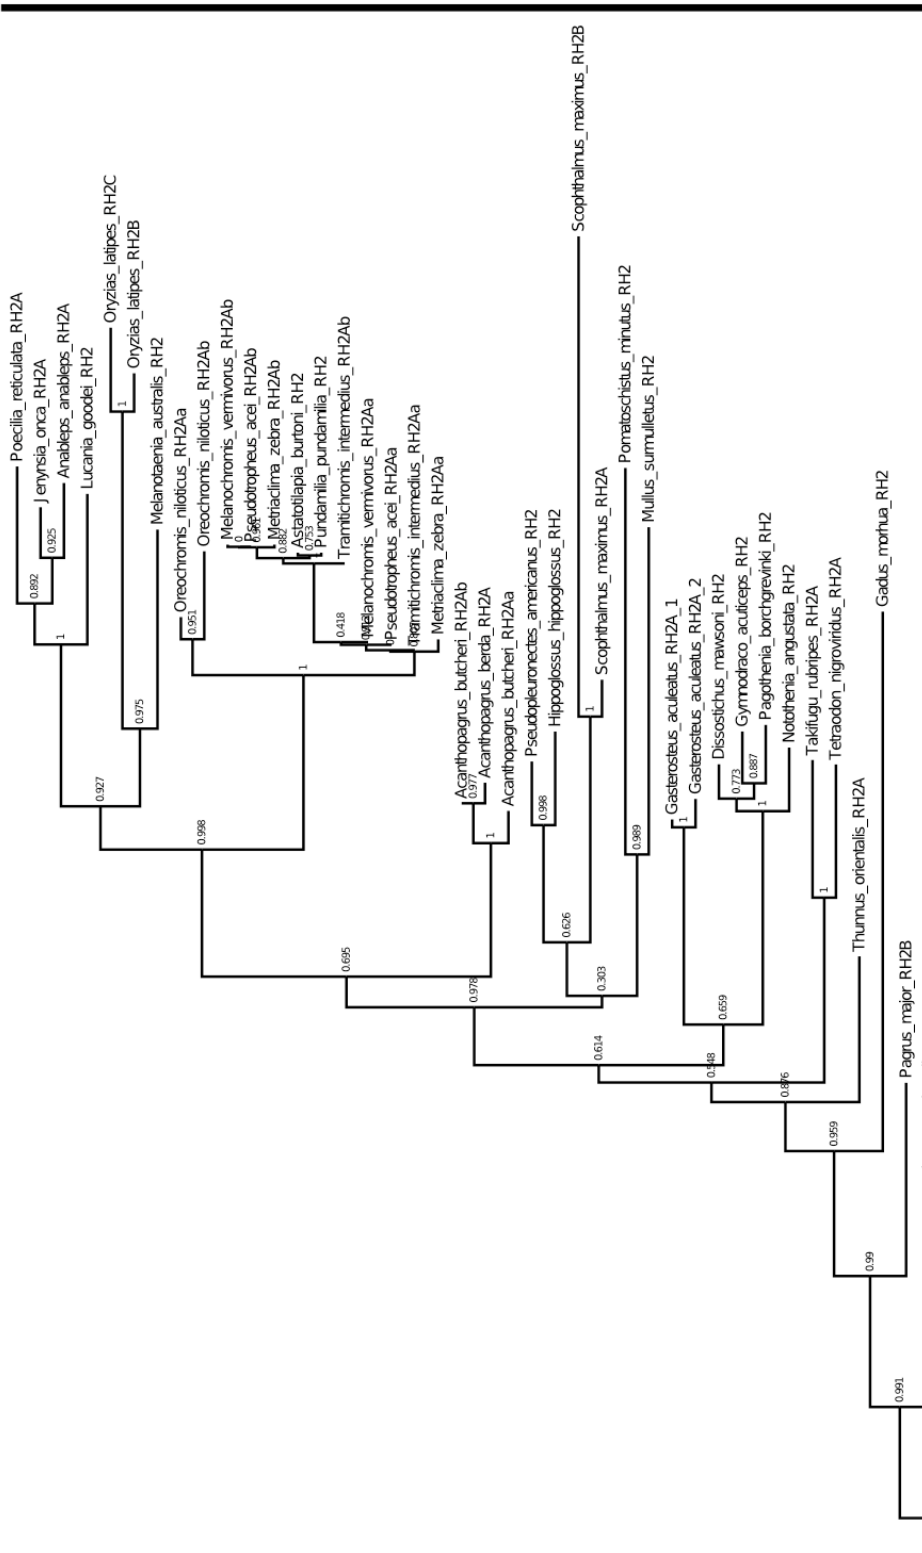 Poecilia_reticulata_RH2A
Jenynsia_onca_RH2A
Anableps_anableps_RH2A
Lucania_goodei_RH2
Oryzias_latipes_RH2C
Oryzias_latipes_RH2B
Melanotaenia_australis_RH2
Oreochromis_niloticus_RH2Aa
Oreochromis_niloticus_RH2Ab
Melanochromis_vermivorus_RH2Ab
Pseudotropheus_acei_RH2Ab
Metriaclima_zebra_RH2Ab
Astatotilapia_burtoni_RH2
Pundamilia_pundamilia_RH2
Tramitichromis_intermedius_RH2Ab
Melanochromis_vermivorus_RH2Aa
Pseudotropheus_acei_RH2Aa
Tramitichromis_intermedius_RH2Aa
Metriaclima_zebra_RH2Aa
Acanthopagrus_butcheri_RH2Ab
Acanthopagrus_berda_RH2A
Acanthopagrus_butcheri_RH2Aa
Pseudopleuronectes_americanus_RH2
Hippoglossus_hippoglossus_RH2
Scophthalmus_maximus_RH2B
Scophthalmus_maximus_RH2A
Pomatoschistus_minutus_RH2
Mullus_surmulletus_RH2
Gasterosteus_aculeatus_RH2A_1
Gasterosteus_aculeatus_RH2A_2
Dissostichus_mawsoni_RH2
Gymnodraco_acuticeps_RH2
Pagothenia_borchgrevinki_RH2
Notothenia_angustata_RH2
Takifugu_rubripes_RH2A
Tetraodon_nigroviridus_RH2A
Thunnus_orientalis_RH2A
Gadus_morhua_RH2
Pagrus_major_RH2B
0.892
0.925
1
1
0.975
0.927
0.951
0
0.882
0.753
0.418
1
0.998
0.977
1
0.695
0.998
1
0.626
0.989
0.303
0.978
1
0.773
0.887
1
0.659
0.614
1
0.548
0.876
0.959
0.99
0.991